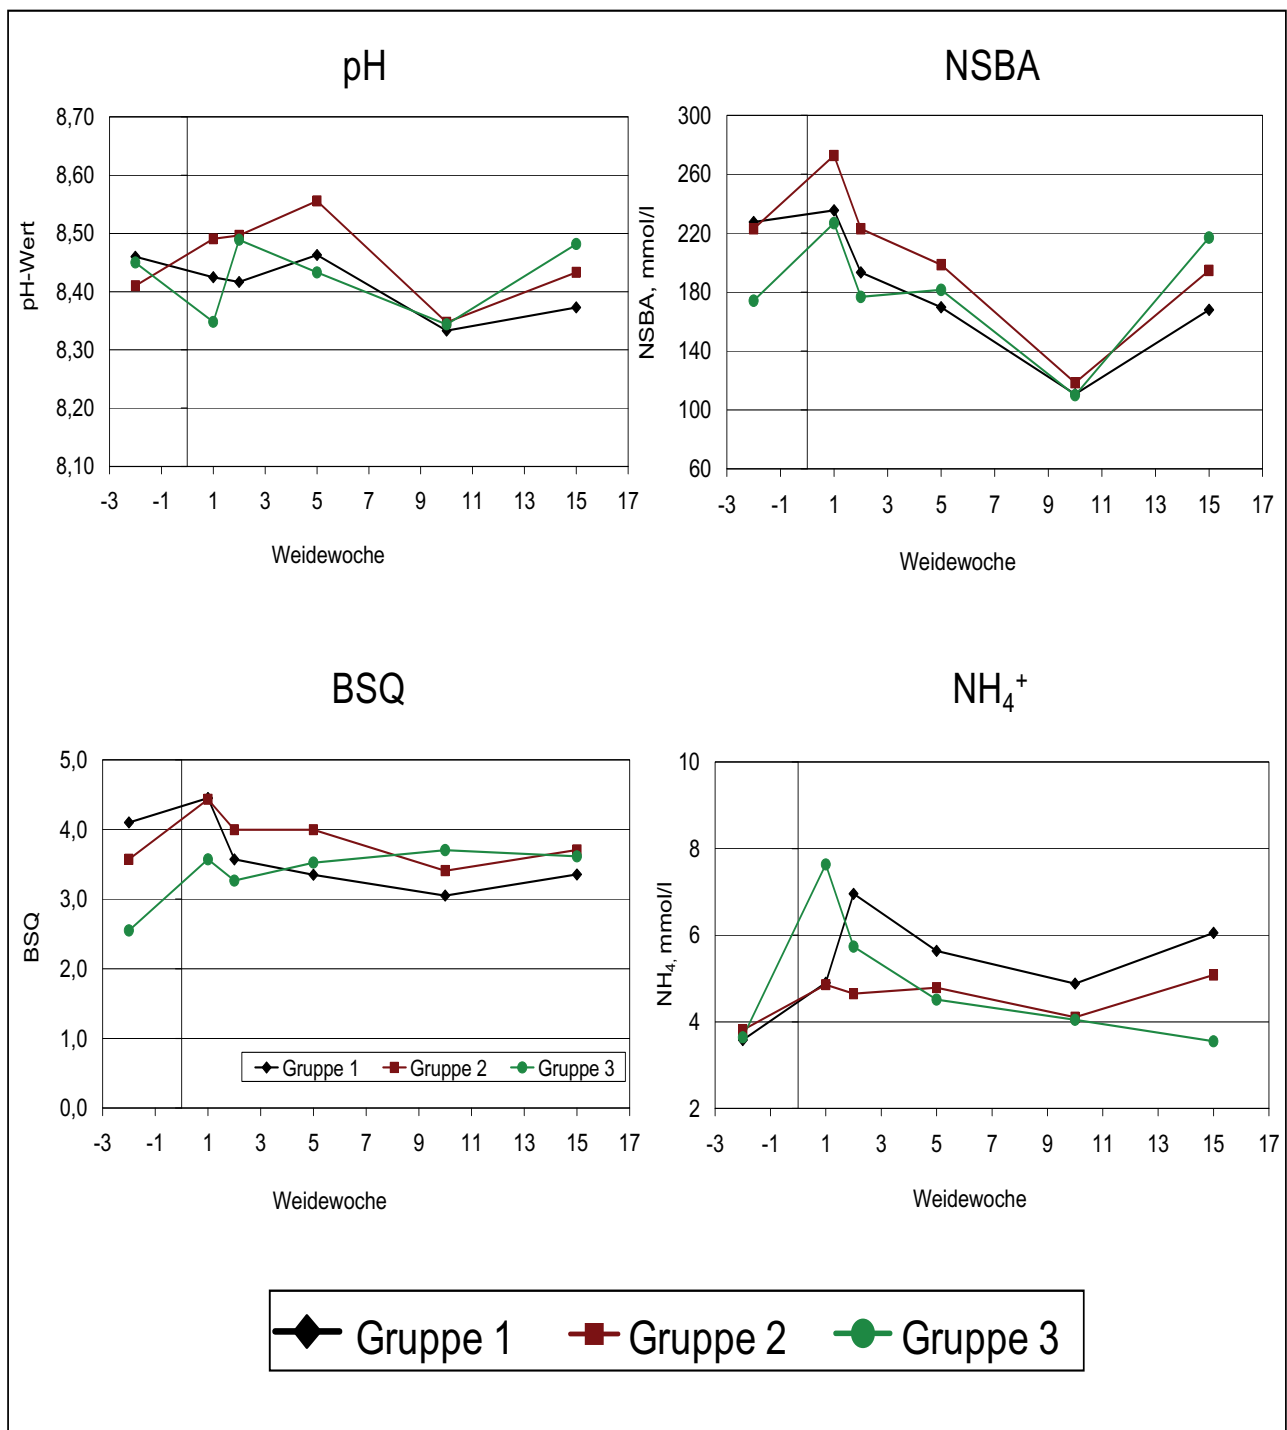 pH
8,70
8,60
8,50
8,40
8,30
8,20
8,10
pH-Wert
-3 -1 1 3 5 7 9 11 13 15 17
Weidewoche
NSBA
300
260
220
180
140
100
60
NSBA, mmol/l
-3 -1 1 3 5 7 9 11 13 15 17
Weidewoche
BSQ
5,0
4,0
3,0
2,0
1,0
0,0
BSQ
Gruppe 1 Gruppe 2 Gruppe 3
-3 -1 1 3 5 7 9 11 13 15 17
Weidewoche
NH₄⁺
10
8
6
4
2
NH₄, mmol/l
-3 -1 1 3 5 7 9 11 13 15 17
Weidewoche
Gruppe 1 Gruppe 2 Gruppe 3